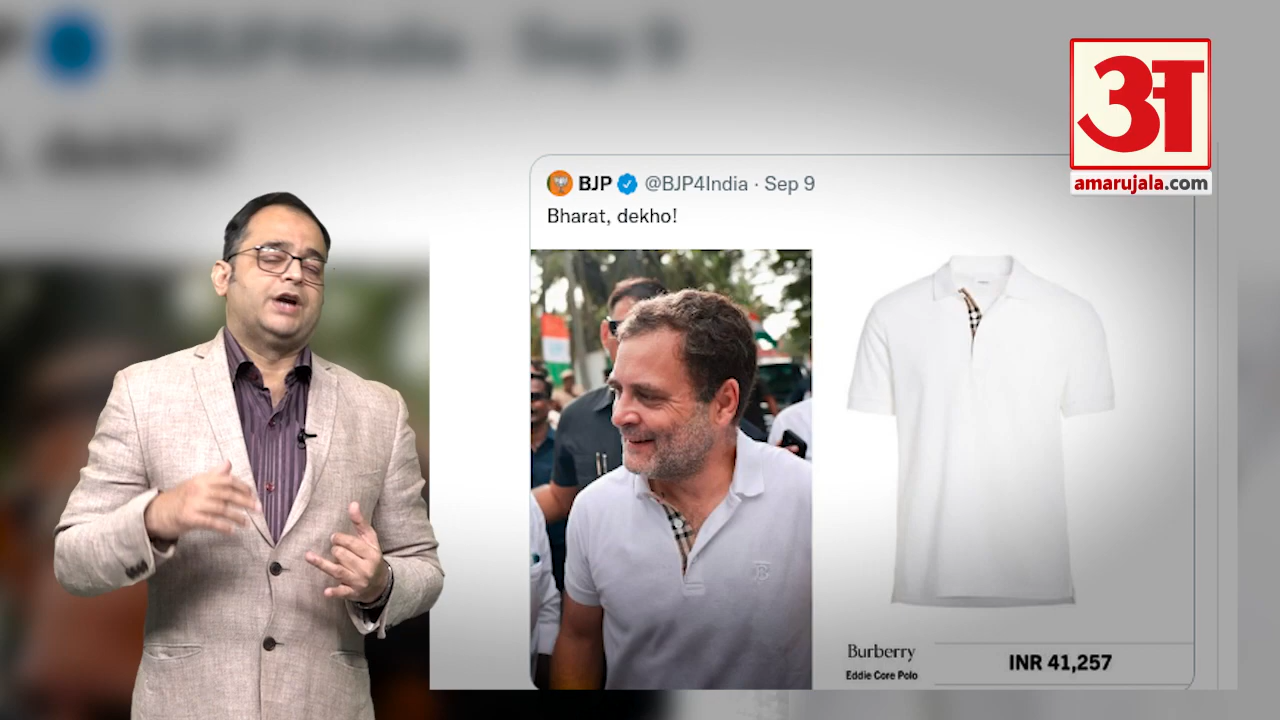 अ
amarujala.com
BJP @BJP4India · Sep 9
Bharat, dekho!
B
Burberry
Eddie Core Polo
INR 41,257